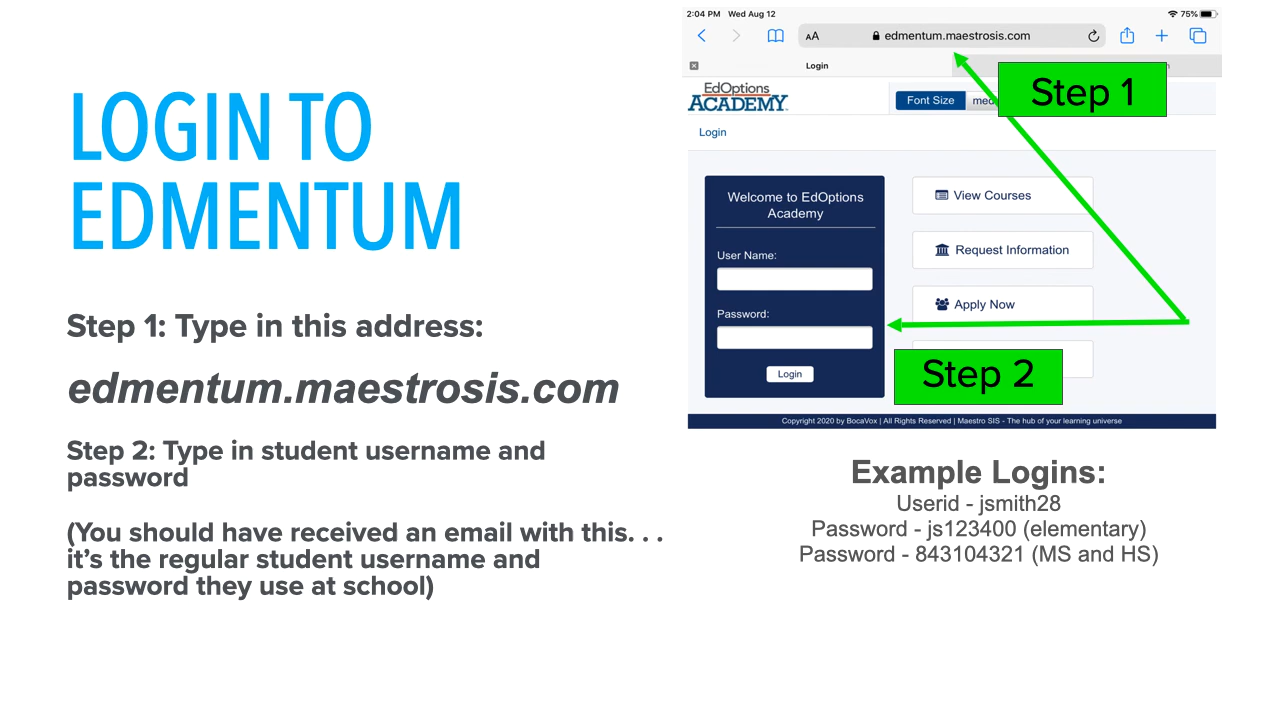 LOGIN TO
EDMENTUM
Step 1: Type in this address:
edmentum.maestrosis.com
Step 2: Type in student username and
password
(You should have received an email with this. . .
it’s the regular student username and
password they use at school)
2:04 PM Wed Aug 12
75%
AA
edmentum.maestrosis.com
Login
Step 1
EdOptions
ACADEMY
Font Size
Login
Welcome to EdOptions
Academy
User Name:
Password:
Login
View Courses
Request Information
Apply Now
Step 2
Copyright 2020 by BocaVox | All Rights Reserved | Maestro SIS - The hub of your learning universe
Example Logins:
Userid - jsmith28
Password - js123400 (elementary)
Password - 843104321 (MS and HS)